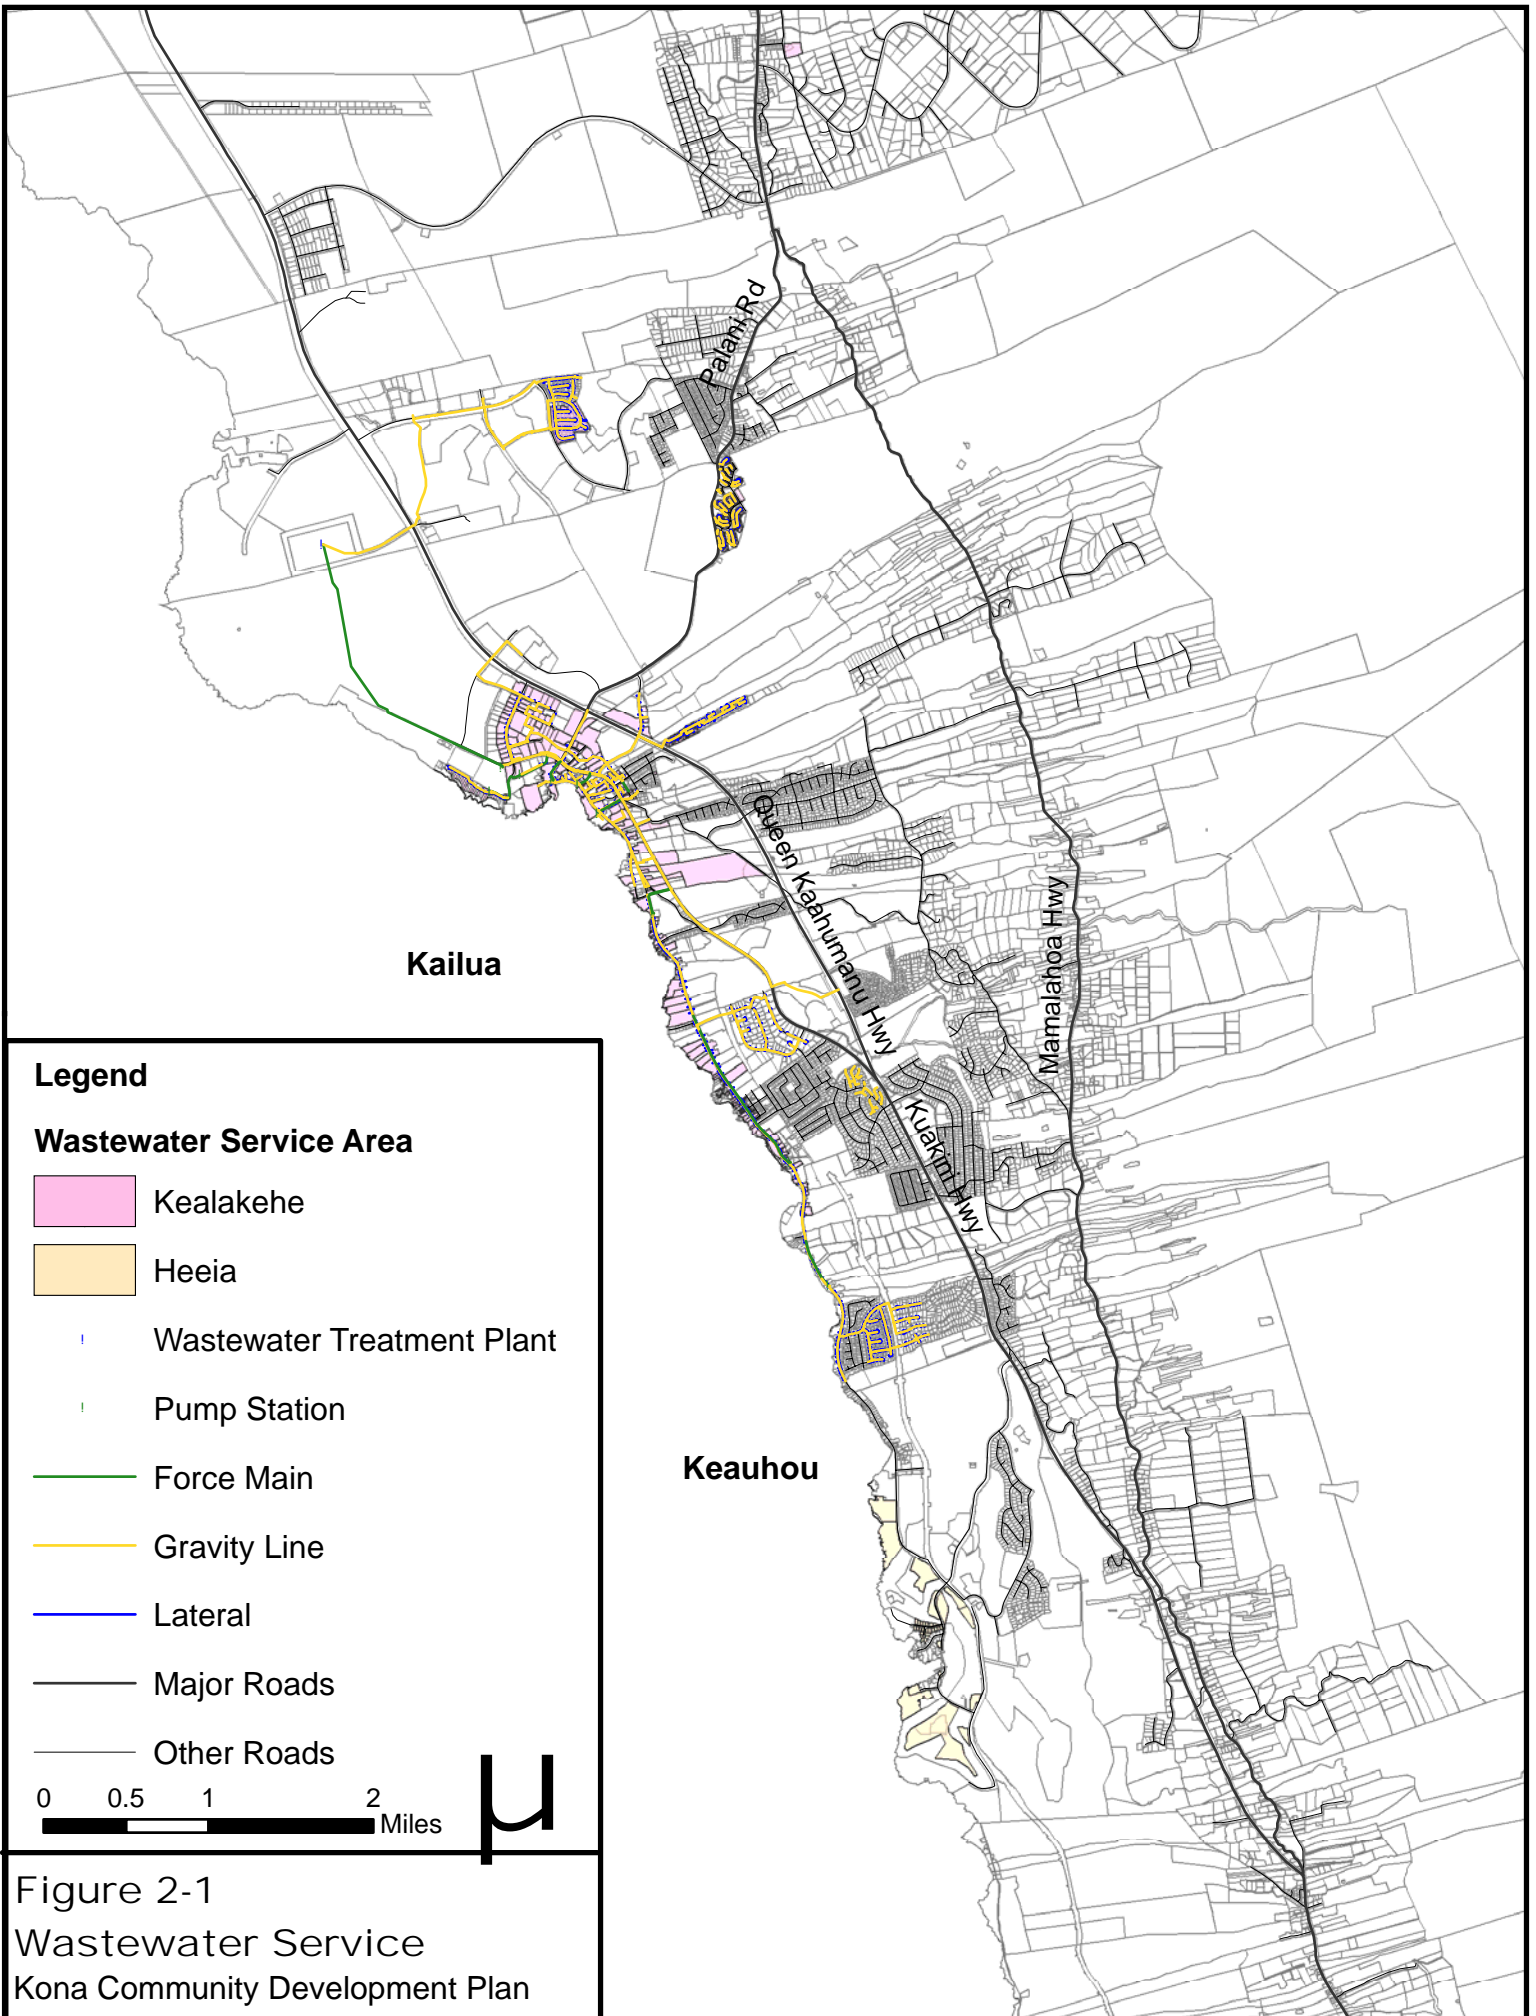 Palani Rd
Queen Kaahumanu Hwy
Mamalahoa Hwy
Kuakini Hwy
Kailua
Keauhou
Legend
Wastewater Service Area
Kealakehe
Heeia
! Wastewater Treatment Plant
! Pump Station
Force Main
Gravity Line
Lateral
Major Roads
Other Roads
0 0.5 1 2
Miles
µ
Figure 2-1
Wastewater Service
Kona Community Development Plan